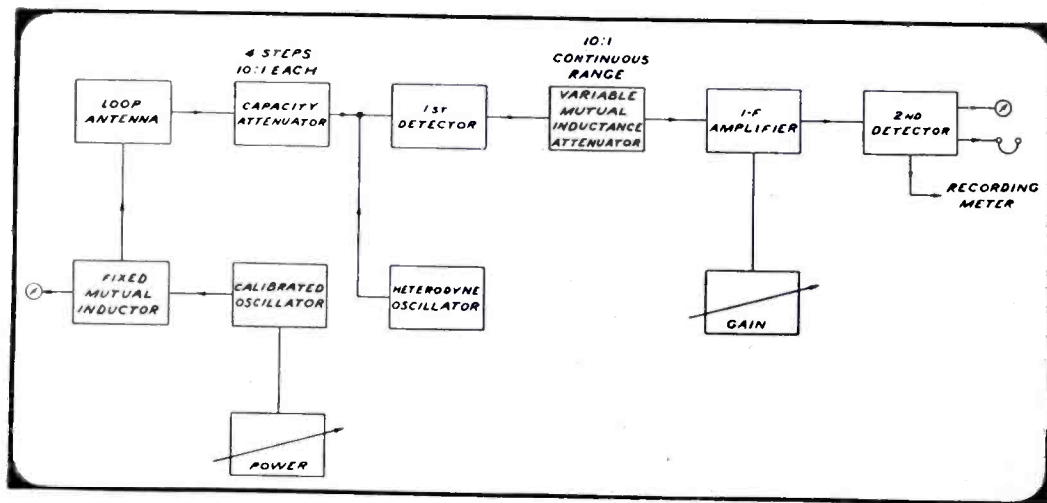 4 STEPS
10:1 EACH
10:1
CONTINUOUS
RANGE
LOOP
ANTENNA
CAPACITY
ATTENUATOR
1ST
DETECTOR
VARIABLE
MUTUAL
INDUCTANCE
ATTENUATOR
I-F
AMPLIFIER
2ND
DETECTOR
RECORDING
METER
FIXED
MUTUAL
INDUCTOR
CALIBRATED
OSCILLATOR
HETERODYNE
OSCILLATOR
GAIN
POWER